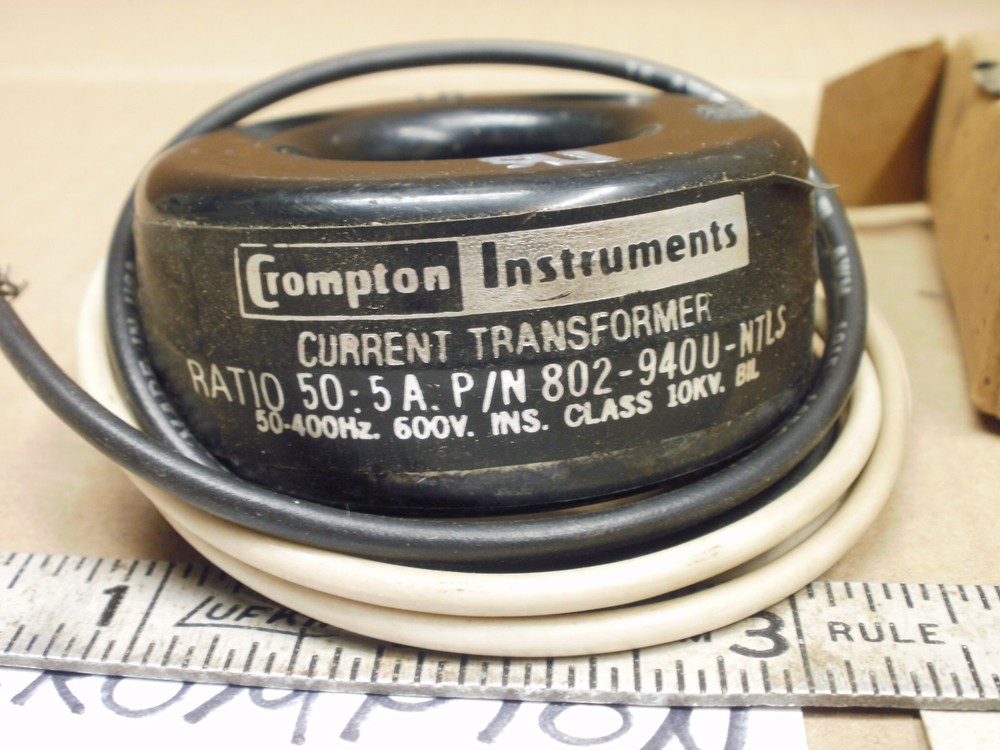 Crompton Instruments
CURRENT TRANSFORMER
RATIO 50:5A. P/N 802-940U-NTLS
50-400Hz. 600V. INS. CLASS 10KV. BIL
1 3 RULE
CROMPTON